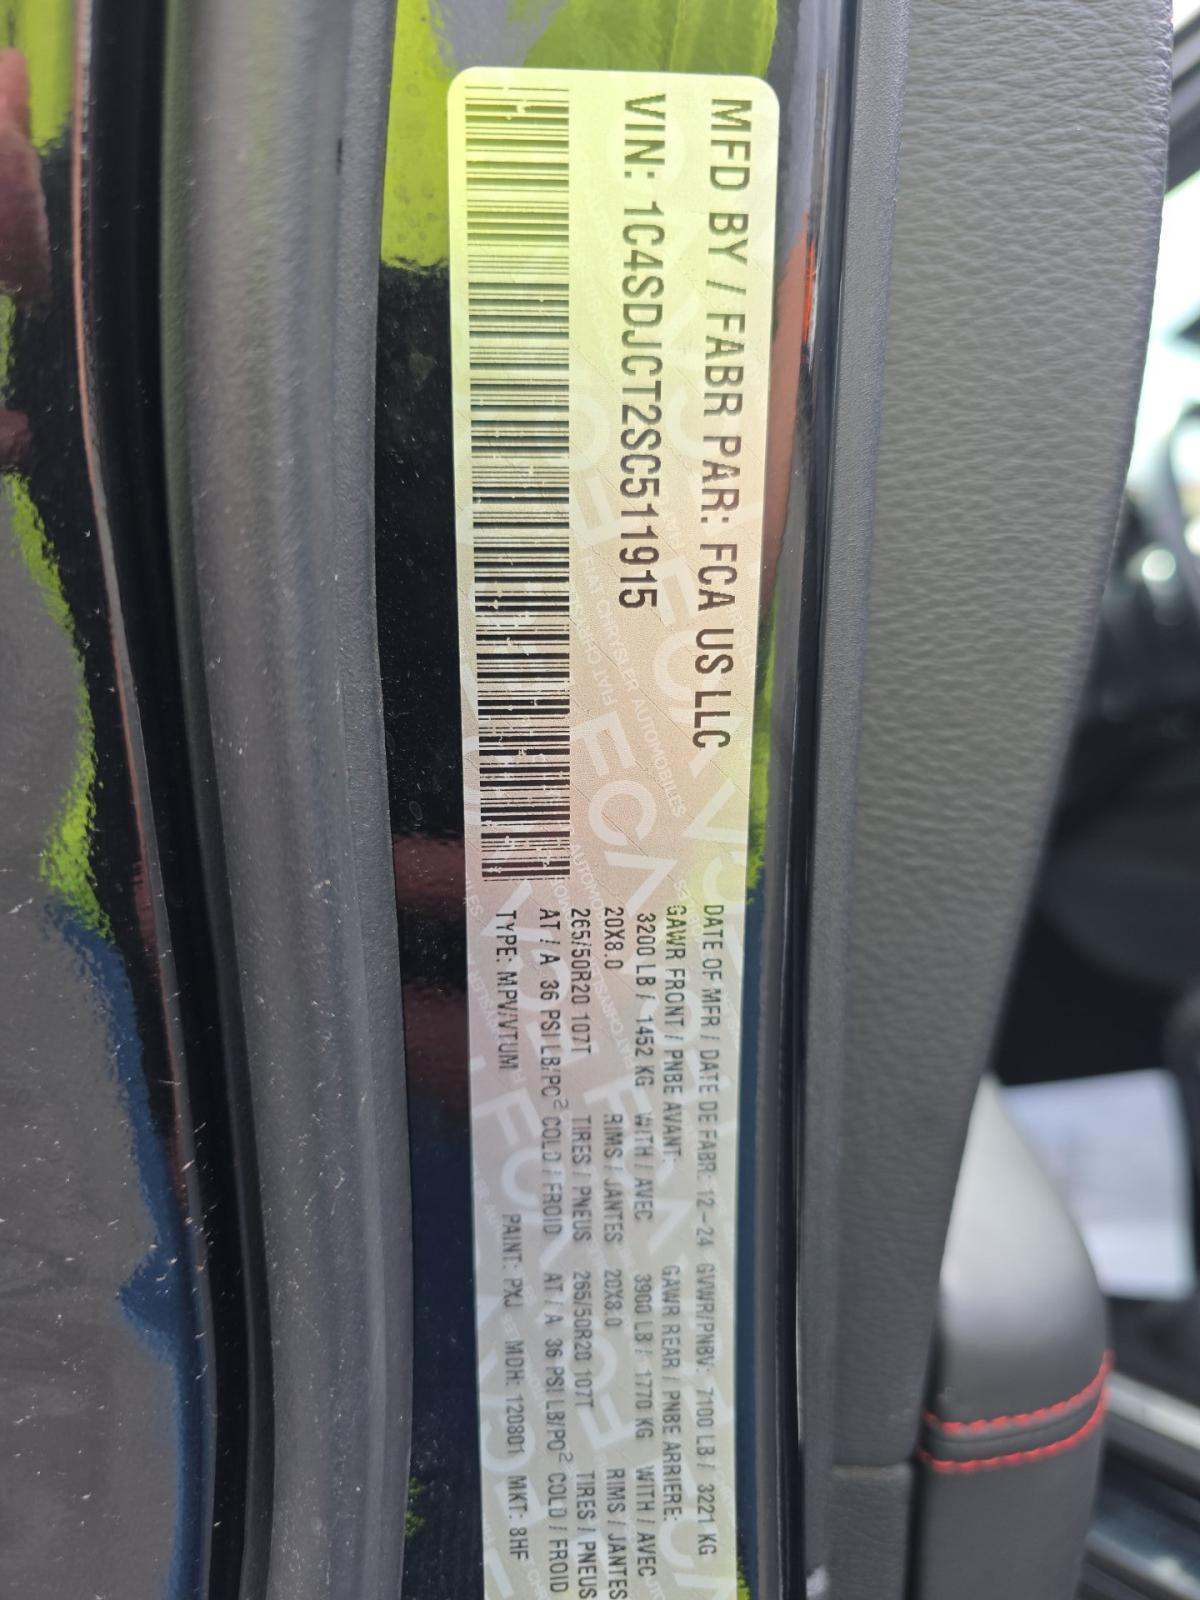 MFD BY / FABR PAR: FCA US LLC
VIN: 1C4SDJCT2SC511915
DATE OF MFR / DATE DE FABR: 12-24 GVWR/PNBV: 7100 LB / 3221 KG
GAWR FRONT / PNBE AVANT: GAWR REAR / PNBE ARRIERE:
3200 LB / 1452 KG WITH / AVEC 3900 LB / 1770 KG WITH / AVEC
20X8.0 RIMS / JANTES 20X8.0 RIMS / JANTES
265/50R20 107T TIRES / PNEUS 265/50R20 107T TIRES / PNEUS
AT / A 36 PSI LB/PO² COLD / FROID AT / A 36 PSI LB/PO² COLD / FROID
TYPE: MPV/VTUM PAINT: PXJ MDH: 120801 MKT: 8HF